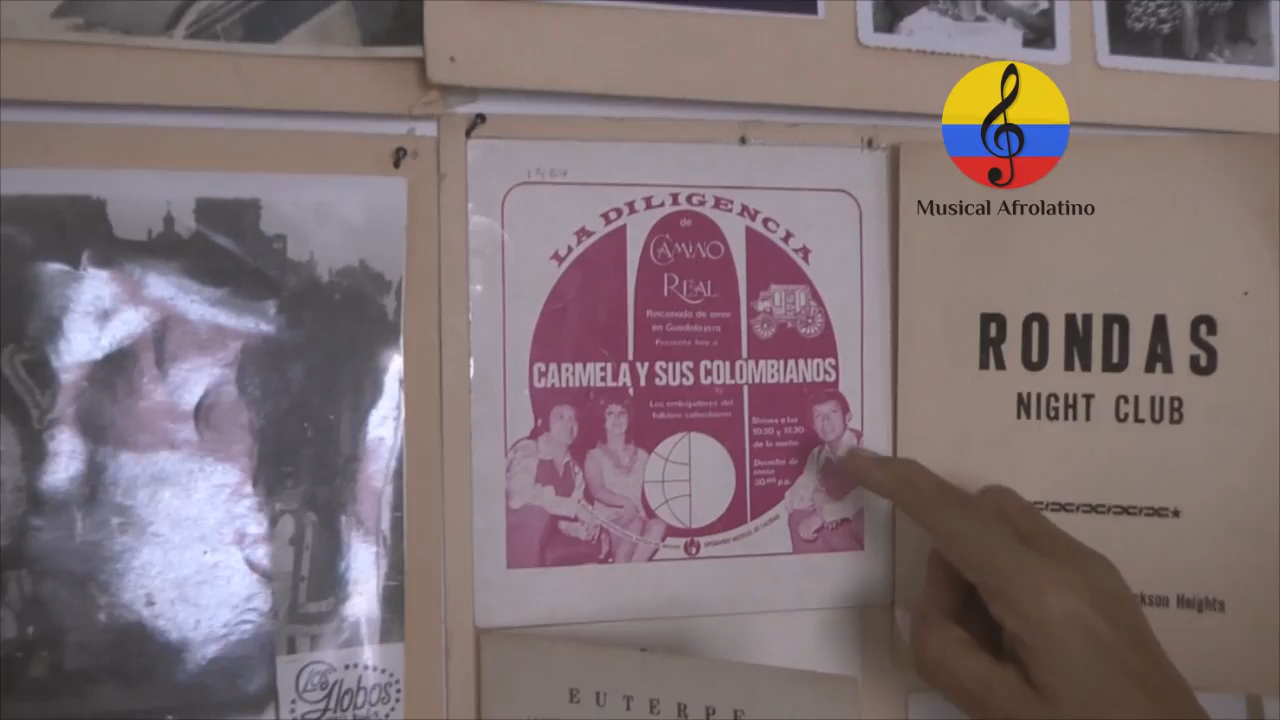 Musical Afrolatino
LA DILIGENCIA
de
CAMINO
REAL
Rinconada de amor
en Guadalajara
Presenta hoy a
CARMELA Y SUS COLOMBIANOS
Los embajadores del
folklore colombiano
Shows a las
10:30 y 12:30
de la noche
Derecho de
mesa
RONDAS
NIGHT CLUB
Heights
Los Globos
EUTERPE